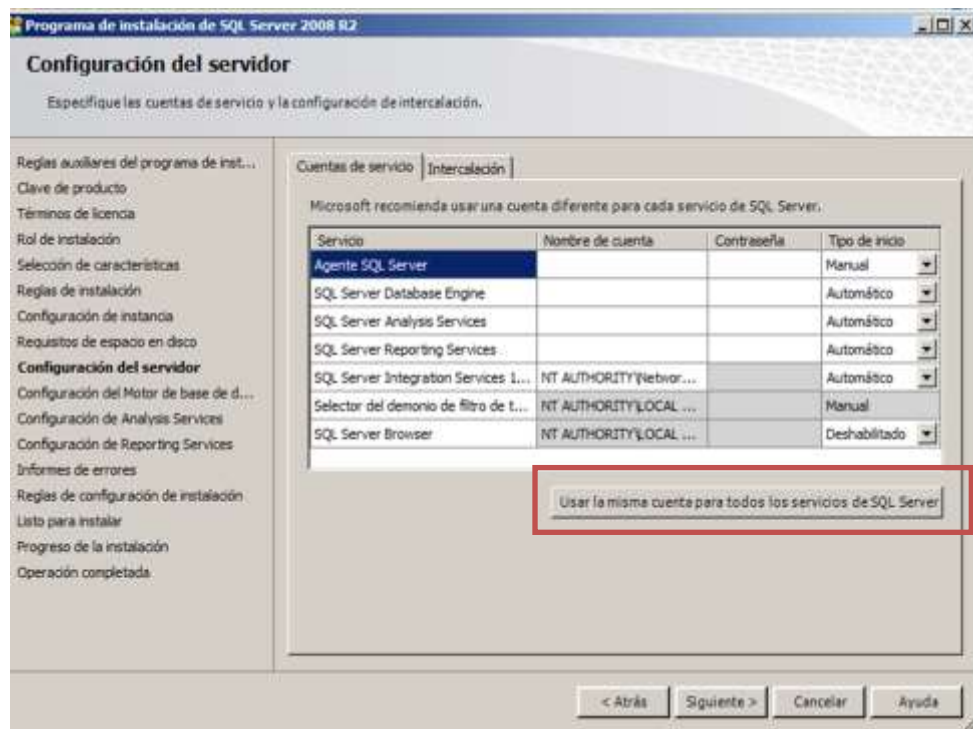 Programa de instalación de SQL Server 2008 R2
Configuración del servidor
Especifique las cuentas de servicio y la configuración de intercalación.
Reglas auxiliares del programa de inst...
Clave de producto
Términos de licencia
Rol de instalación
Selección de características
Reglas de instalación
Configuración de instancia
Requisitos de espacio en disco
Configuración del servidor
Configuración del Motor de base de d...
Configuración de Analysis Services
Configuración de Reporting Services
Informes de errores
Reglas de configuración de instalación
Listo para instalar
Progreso de la instalación
Operación completada
Cuentas de servicio Intercalación
Microsoft recomienda usar una cuenta diferente para cada servicio de SQL Server.
Servicio Nombre de cuenta Contraseña Tipo de inicio
Agente SQL Server Manual
SQL Server Database Engine Automático
SQL Server Analysis Services Automático
SQL Server Reporting Services Automático
SQL Server Integration Services 1... NT AUTHORITY\Networ... Automático
Selector del demonio de filtro de t... NT AUTHORITY\LOCAL ... Manual
SQL Server Browser NT AUTHORITY\LOCAL ... Deshabilitado
Usar la misma cuenta para todos los servicios de SQL Server
< Atrás Siguiente > Cancelar Ayuda